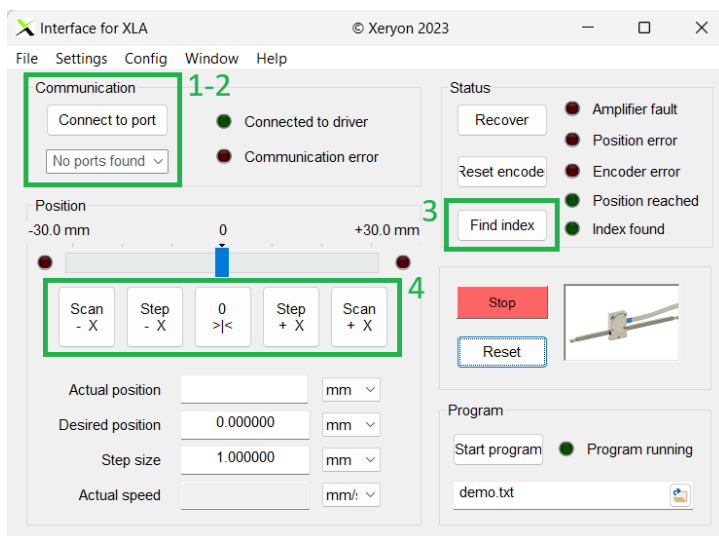 Interface for XLA
© Xeryon 2023
File Settings Config Window Help
Communication
1-2
Connect to port
Connected to driver
No ports found
Communication error
Status
Recover
Amplifier fault
Position error
Reset encode
Encoder error
Position reached
3
Find index
Index found
Position
-30.0 mm 0 +30.0 mm
4
Scan
- X
Step
- X
0
>|<
Step
+ X
Scan
+ X
Stop
Reset
Actual position mm
Desired position 0.000000 mm
Step size 1.000000 mm
Actual speed mm/:
Program
Start program
Program running
demo.txt